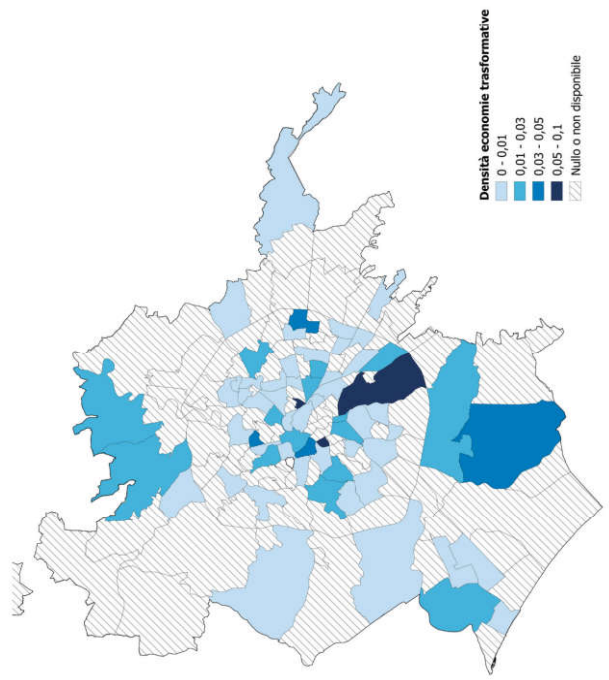 Densità economie trasformative
0 - 0,01
0,01 - 0,03
0,03 - 0,05
0,05 - 0,1
Nullo o non disponibile